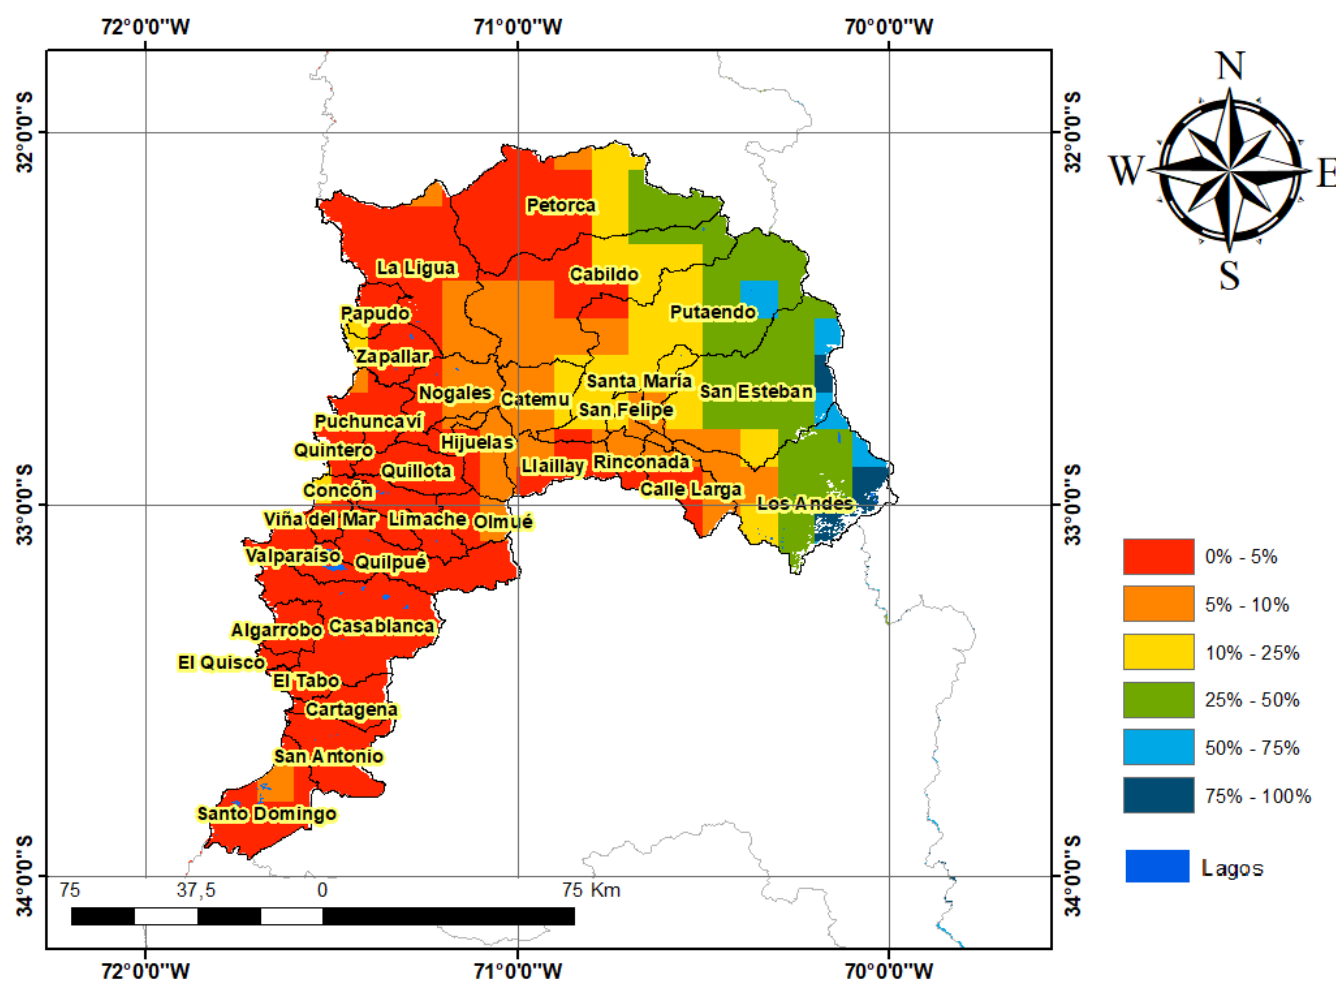 72°0'0"W 71°0'0"W 70°0'0"W
N
W E
S
32°0'0"S 32°0'0"S
Petorca
La Ligua
Cabildo
Papudo
Putaendo
Zapallar
Santa María
Nogales
San Esteban
Catemu
San Felipe
Puchuncaví
Hijuelas
Quintero
Quillota
Llaillay
Rinconada
Concón
Calle Larga
33°0'0"S 33°0'0"S
Los Andes
Viña del Mar
Limache
Olmué
Valparaíso
Quilpué
Algarrobo
Casablanca
El Quisco
El Tabo
Cartagena
San Antonio
Santo Domingo
0% - 5%
5% - 10%
10% - 25%
25% - 50%
50% - 75%
75% - 100%
Lagos
34°0'0"S 34°0'0"S
75 37,5 0 75 Km
72°0'0"W 71°0'0"W 70°0'0"W